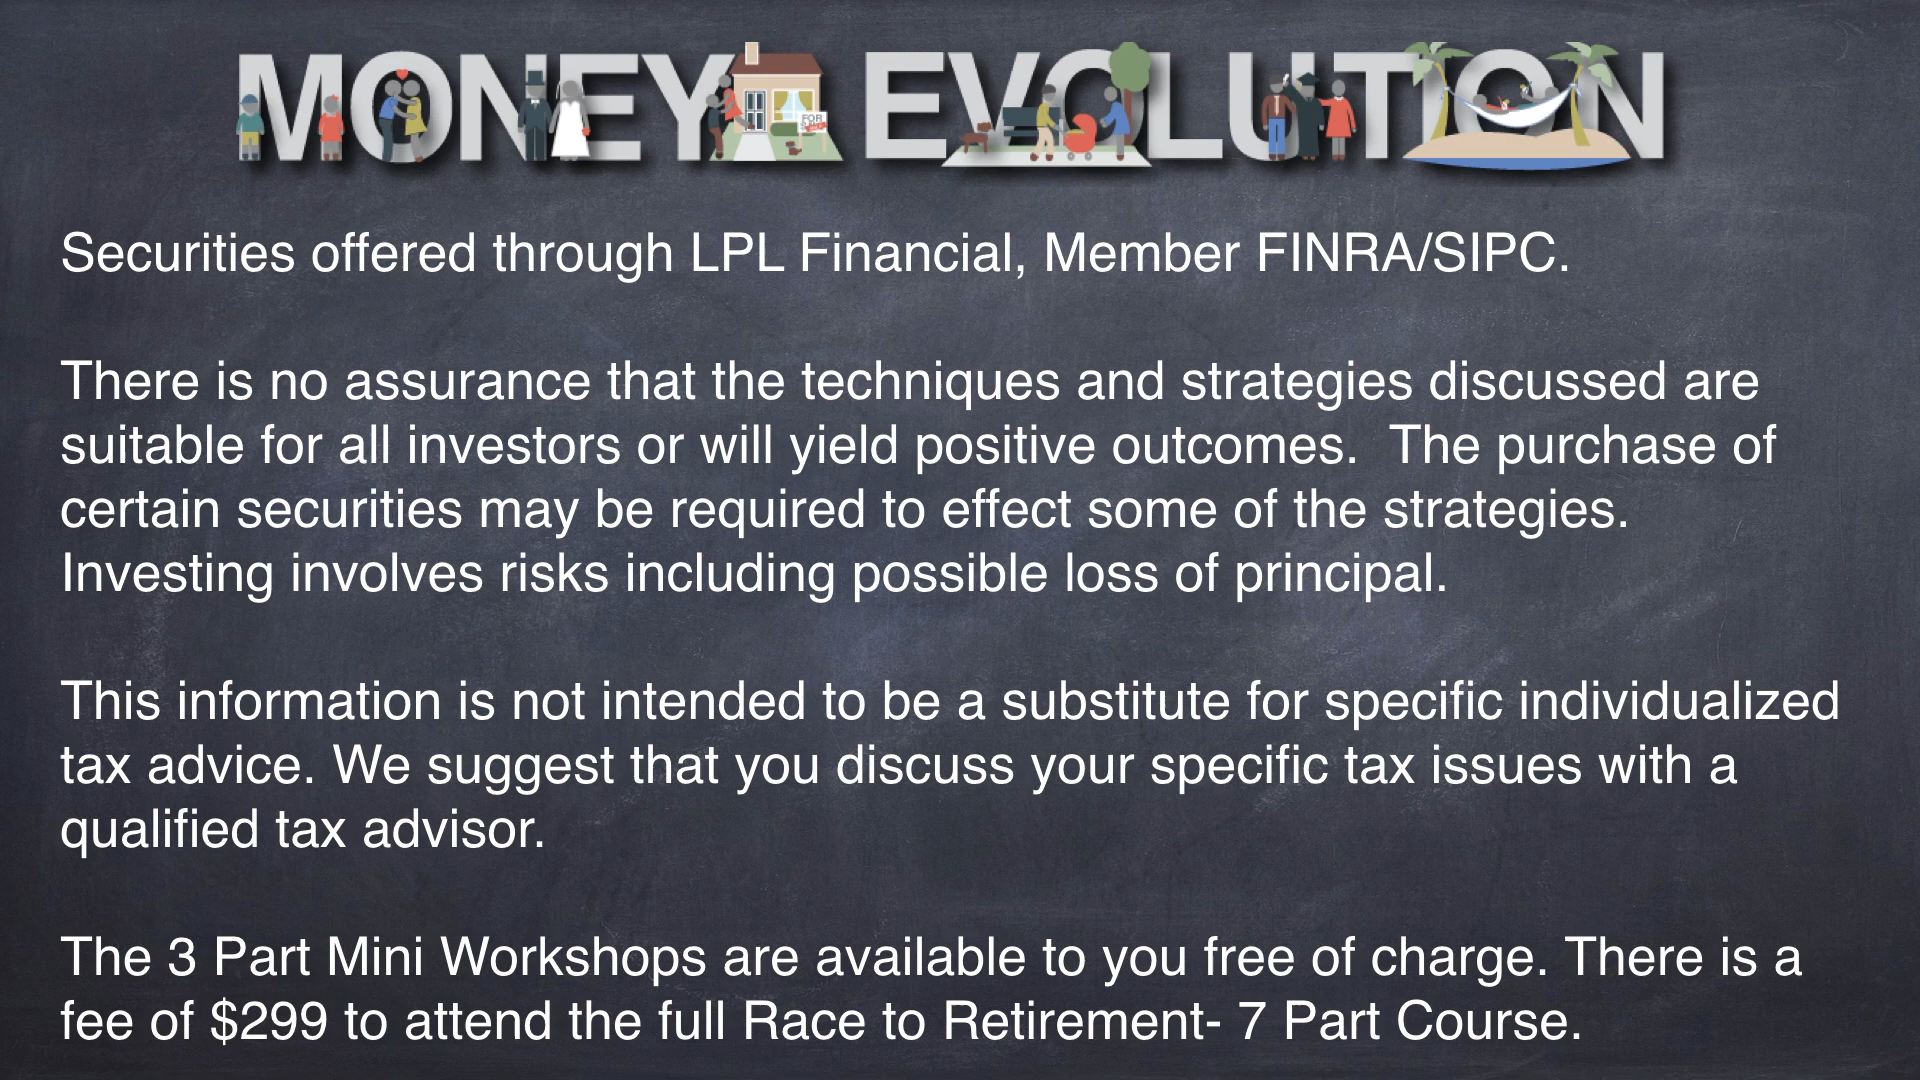 MONEY EVOLUTION
FOR
SALE
Securities offered through LPL Financial, Member FINRA/SIPC.
There is no assurance that the techniques and strategies discussed are
suitable for all investors or will yield positive outcomes.  The purchase of
certain securities may be required to effect some of the strategies.
Investing involves risks including possible loss of principal.
This information is not intended to be a substitute for specific individualized
tax advice. We suggest that you discuss your specific tax issues with a
qualified tax advisor.
The 3 Part Mini Workshops are available to you free of charge. There is a
fee of $299 to attend the full Race to Retirement- 7 Part Course.